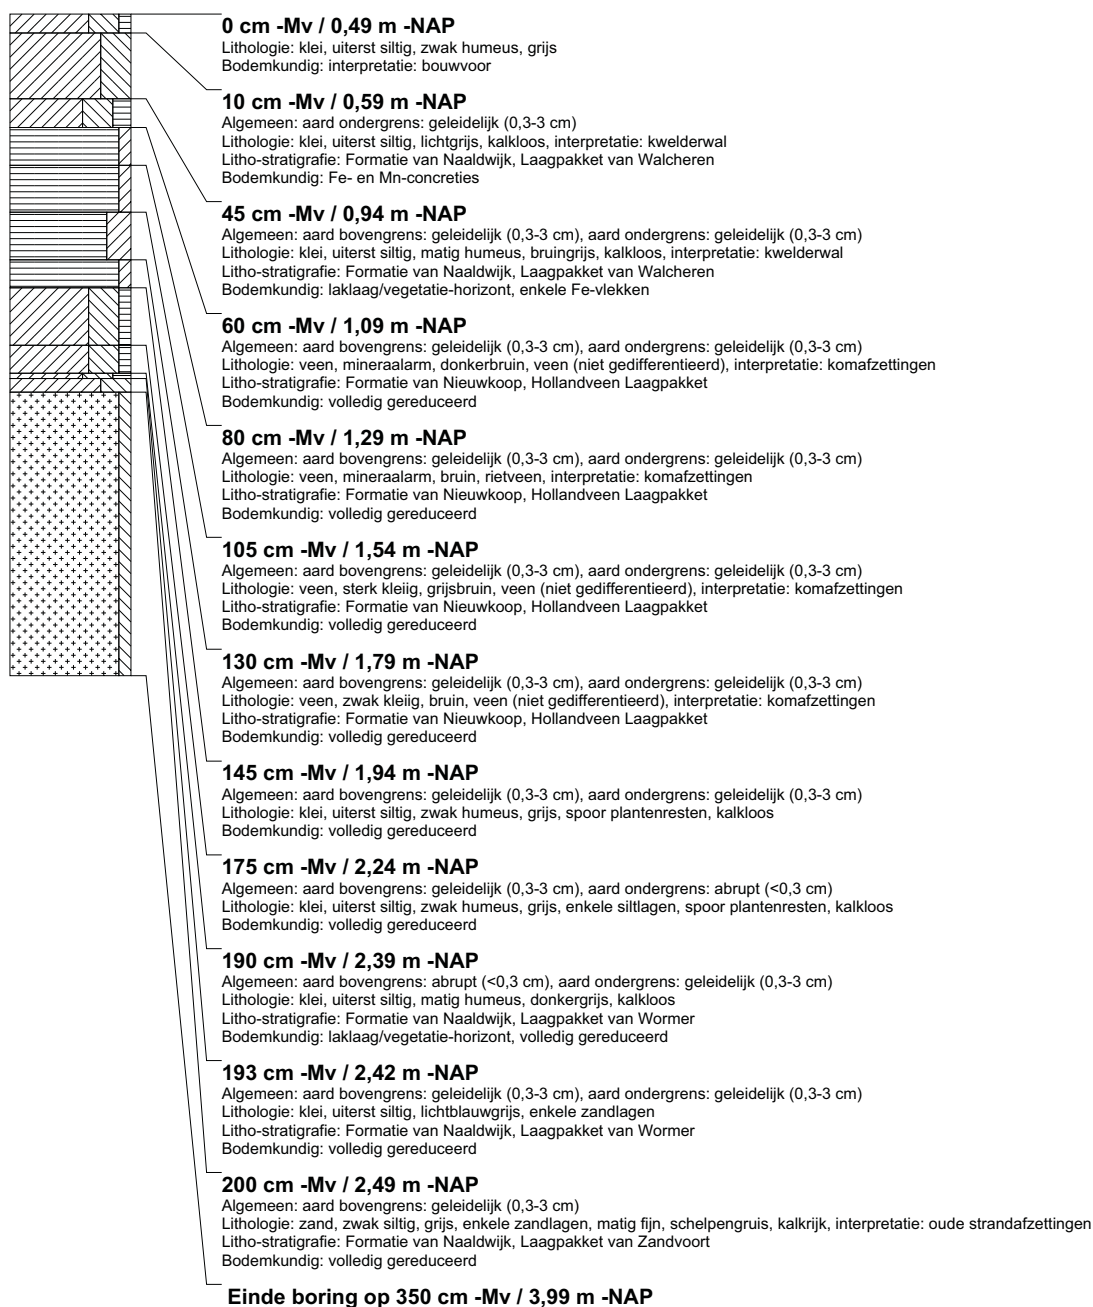 0 cm -Mv / 0,49 m -NAP
Lithologie: klei, uiterst siltig, zwak humeus, grijs
Bodemkundig: interpretatie: bouwvoor
10 cm -Mv / 0,59 m -NAP
Algemeen: aard ondergrens: geleidelijk (0,3-3 cm)
Lithologie: klei, uiterst siltig, lichtgrijs, kalkloos, interpretatie: kwelderwal
Litho-stratigrafie: Formatie van Naaldwijk, Laagpakket van Walcheren
Bodemkundig: Fe- en Mn-concreties
45 cm -Mv / 0,94 m -NAP
Algemeen: aard bovengrens: geleidelijk (0,3-3 cm), aard ondergrens: geleidelijk (0,3-3 cm)
Lithologie: klei, uiterst siltig, matig humeus, bruingrijs, kalkloos, interpretatie: kwelderwal
Litho-stratigrafie: Formatie van Naaldwijk, Laagpakket van Walcheren
Bodemkundig: laklaag/vegetatie-horizont, enkele Fe-vlekken
60 cm -Mv / 1,09 m -NAP
Algemeen: aard bovengrens: geleidelijk (0,3-3 cm), aard ondergrens: geleidelijk (0,3-3 cm)
Lithologie: veen, mineraalarm, donkerbruin, veen (niet gedifferentieerd), interpretatie: komafzettingen
Litho-stratigrafie: Formatie van Nieuwkoop, Hollandveen Laagpakket
Bodemkundig: volledig gereduceerd
80 cm -Mv / 1,29 m -NAP
Algemeen: aard bovengrens: geleidelijk (0,3-3 cm), aard ondergrens: geleidelijk (0,3-3 cm)
Lithologie: veen, mineraalarm, bruin, rietveen, interpretatie: komafzettingen
Litho-stratigrafie: Formatie van Nieuwkoop, Hollandveen Laagpakket
Bodemkundig: volledig gereduceerd
105 cm -Mv / 1,54 m -NAP
Algemeen: aard bovengrens: geleidelijk (0,3-3 cm), aard ondergrens: geleidelijk (0,3-3 cm)
Lithologie: veen, sterk kleiig, grijsbruin, veen (niet gedifferentieerd), interpretatie: komafzettingen
Litho-stratigrafie: Formatie van Nieuwkoop, Hollandveen Laagpakket
Bodemkundig: volledig gereduceerd
130 cm -Mv / 1,79 m -NAP
Algemeen: aard bovengrens: geleidelijk (0,3-3 cm), aard ondergrens: geleidelijk (0,3-3 cm)
Lithologie: veen, zwak kleiig, bruin, veen (niet gedifferentieerd), interpretatie: komafzettingen
Litho-stratigrafie: Formatie van Nieuwkoop, Hollandveen Laagpakket
Bodemkundig: volledig gereduceerd
145 cm -Mv / 1,94 m -NAP
Algemeen: aard bovengrens: geleidelijk (0,3-3 cm), aard ondergrens: geleidelijk (0,3-3 cm)
Lithologie: klei, uiterst siltig, zwak humeus, grijs, spoor plantenresten, kalkloos
Bodemkundig: volledig gereduceerd
175 cm -Mv / 2,24 m -NAP
Algemeen: aard bovengrens: geleidelijk (0,3-3 cm), aard ondergrens: abrupt (<0,3 cm)
Lithologie: klei, uiterst siltig, zwak humeus, grijs, enkele siltlagen, spoor plantenresten, kalkloos
Bodemkundig: volledig gereduceerd
190 cm -Mv / 2,39 m -NAP
Algemeen: aard bovengrens: abrupt (<0,3 cm), aard ondergrens: geleidelijk (0,3-3 cm)
Lithologie: klei, uiterst siltig, matig humeus, donkergrijs, kalkloos
Litho-stratigrafie: Formatie van Naaldwijk, Laagpakket van Wormer
Bodemkundig: laklaag/vegetatie-horizont, volledig gereduceerd
193 cm -Mv / 2,42 m -NAP
Algemeen: aard bovengrens: geleidelijk (0,3-3 cm), aard ondergrens: geleidelijk (0,3-3 cm)
Lithologie: klei, uiterst siltig, lichtblauwgrijs, enkele zandlagen
Litho-stratigrafie: Formatie van Naaldwijk, Laagpakket van Wormer
Bodemkundig: volledig gereduceerd
200 cm -Mv / 2,49 m -NAP
Algemeen: aard bovengrens: geleidelijk (0,3-3 cm)
Lithologie: zand, zwak siltig, grijs, enkele zandlagen, matig fijn, schelpengruis, kalkrijk, interpretatie: oude strandafzettingen
Litho-stratigrafie: Formatie van Naaldwijk, Laagpakket van Zandvoort
Bodemkundig: volledig gereduceerd
Einde boring op 350 cm -Mv / 3,99 m -NAP